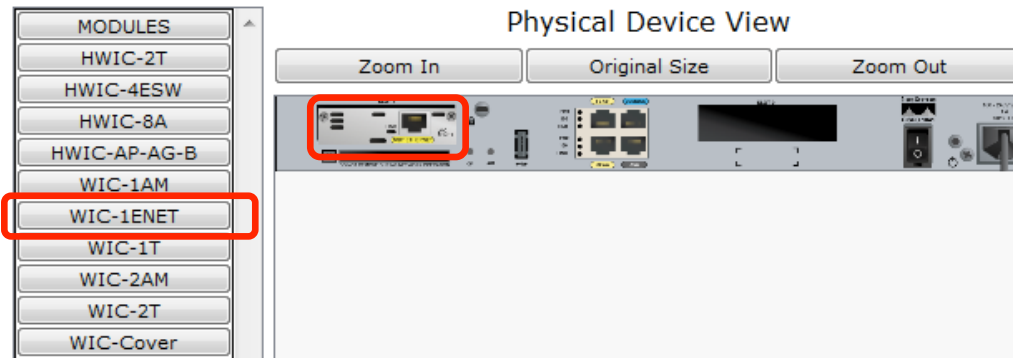 MODULES
HWIC-2T
HWIC-4ESW
HWIC-8A
HWIC-AP-AG-B
WIC-1AM
WIC-1ENET
WIC-1T
WIC-2AM
WIC-2T
WIC-Cover
Physical Device View
Zoom In
Original Size
Zoom Out